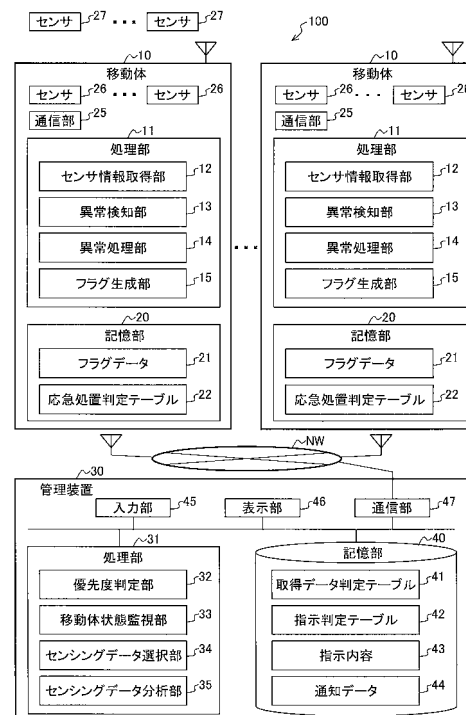 センサ 27 ･･･ センサ 27
100
10
移動体
センサ 26 ･･･ センサ 26
通信部 25
11
処理部
センサ情報取得部 12
異常検知部 13
異常処理部 14
フラグ生成部 15
20
記憶部
フラグデータ 21
応急処置判定テーブル 22
･･･
10
移動体
センサ 26 ･･･ センサ 26
通信部 25
11
処理部
センサ情報取得部 12
異常検知部 13
異常処理部 14
フラグ生成部 15
20
記憶部
フラグデータ 21
応急処置判定テーブル 22
NW
30
管理装置
入力部 45
表示部 46
通信部 47
31
処理部
優先度判定部 32
移動体状態監視部 33
センシングデータ選択部 34
センシングデータ分析部 35
40
記憶部
取得データ判定テーブル 41
指示判定テーブル 42
指示内容 43
通知データ 44